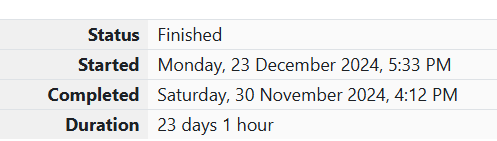 Status Finished
Started Monday, 23 December 2024, 5:33 PM
Completed Saturday, 30 November 2024, 4:12 PM
Duration 23 days 1 hour